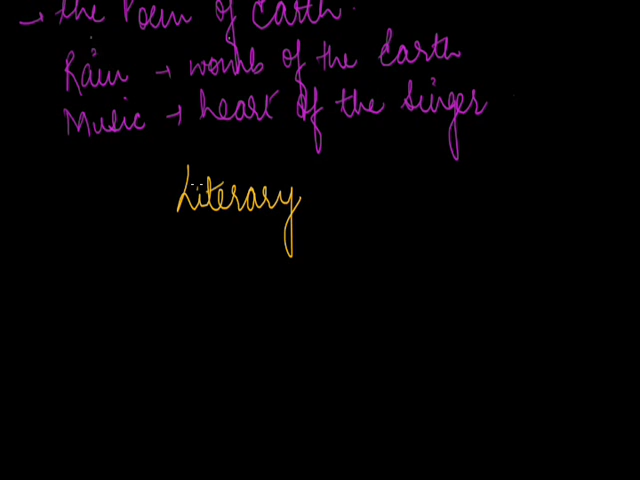 → the Poem of Earth.
Rain → womb of the Earth
Music → heart of the Singer
Literary